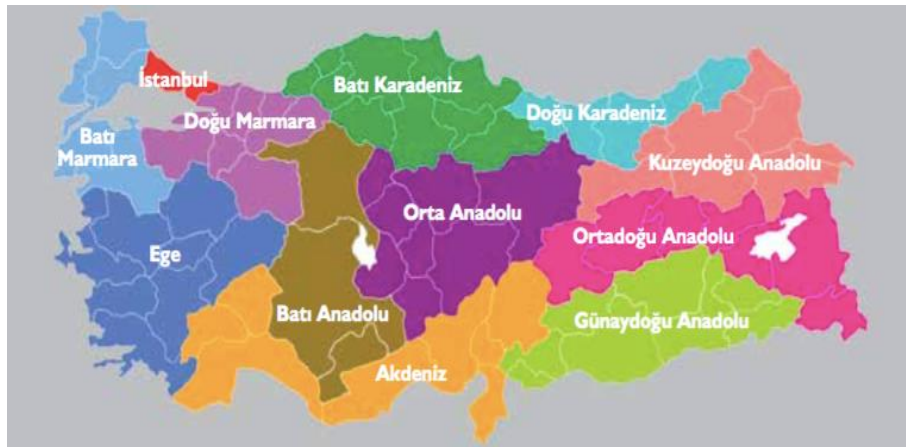 İstanbul
Batı Karadeniz
Doğu Karadeniz
Doğu Marmara
Batı
Marmara
Kuzeydoğu Anadolu
Orta Anadolu
Ortadoğu Anadolu
Ege
Batı Anadolu
Günaydoğu Anadolu
Akdeniz